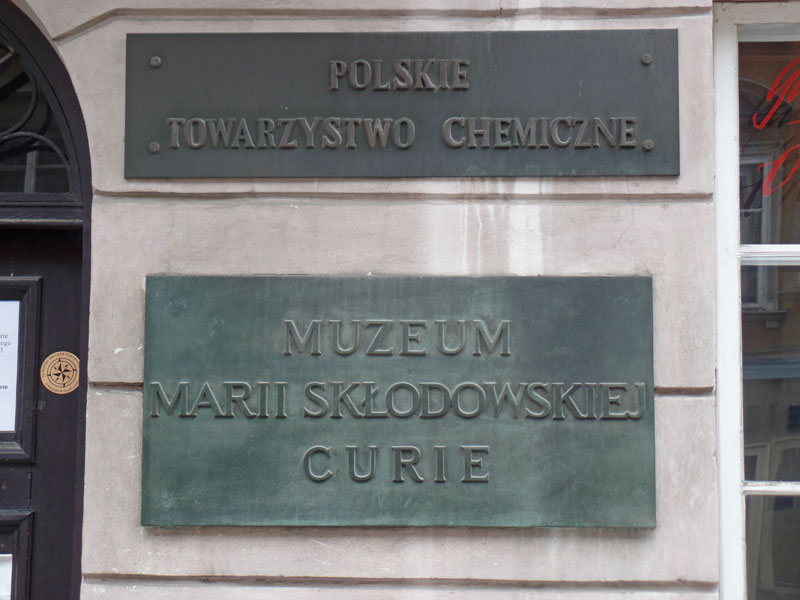 POLSKIE
TOWARZYSTWO CHEMICZNE
MUZEUM
MARII SKŁODOWSKIEJ
CURIE